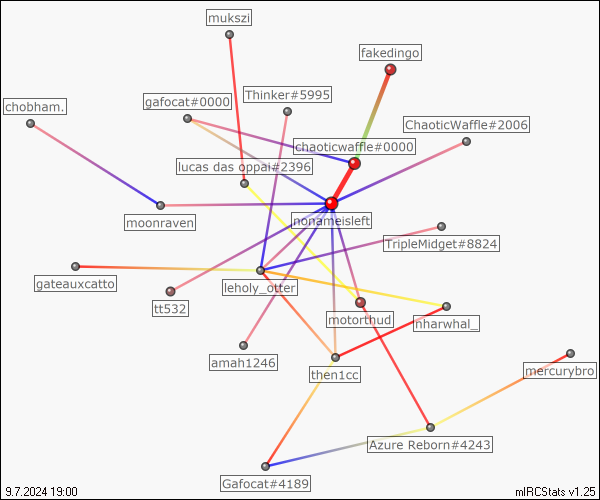 mukszi
fakedingo
Thinker#5995
gafocat#0000
chobham.
ChaoticWaffle#2006
chaoticwaffle#0000
lucas das oppai#2396
moonraven
nonameisleft
TripleMidget#8824
gateauxcatto
leholy_otter
tt532
motorthud
nharwhal_
amah1246
then1cc
mercurybro
Azure Reborn#4243
Gafocat#4189
9.7.2024 19:00
mIRCStats v1.25